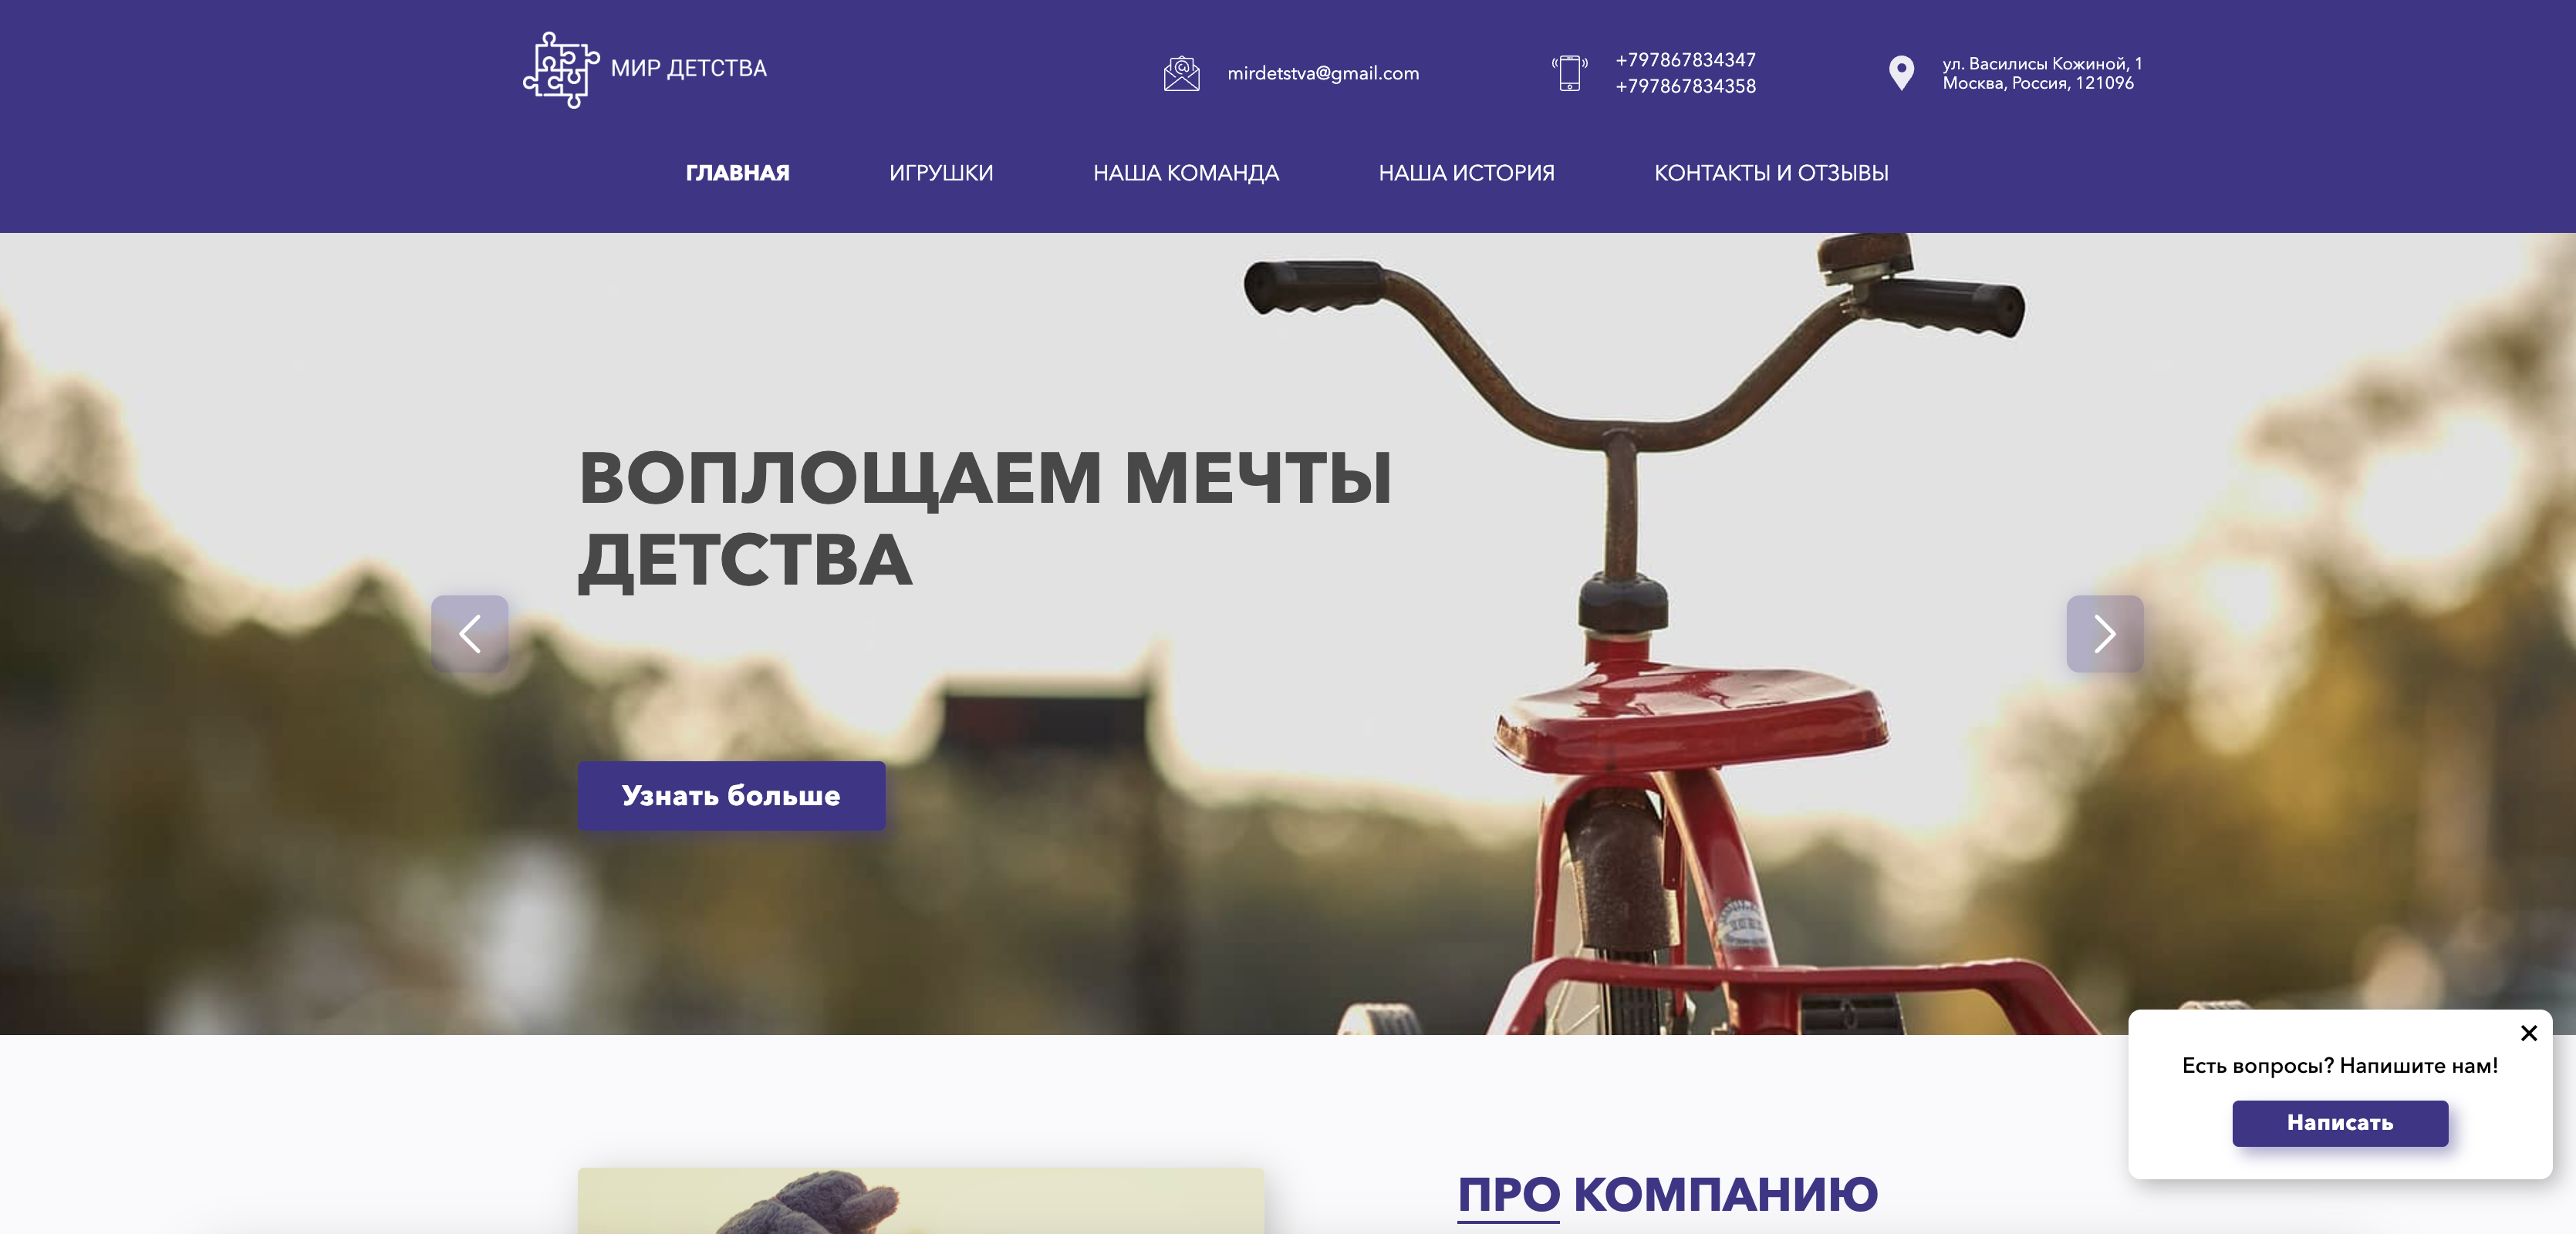 МИР ДЕТСТВА
mirdetstva@gmail.com
+797867834347
+797867834358
ул. Василисы Кожиной, 1
Москва, Россия, 121096
ГЛАВНАЯ
ИГРУШКИ
НАША КОМАНДА
НАША ИСТОРИЯ
КОНТАКТЫ И ОТЗЫВЫ
ВОПЛОЩАЕМ МЕЧТЫ
ДЕТСТВА
Узнать больше
Есть вопросы? Напишите нам!
Написать
ПРО КОМПАНИЮ